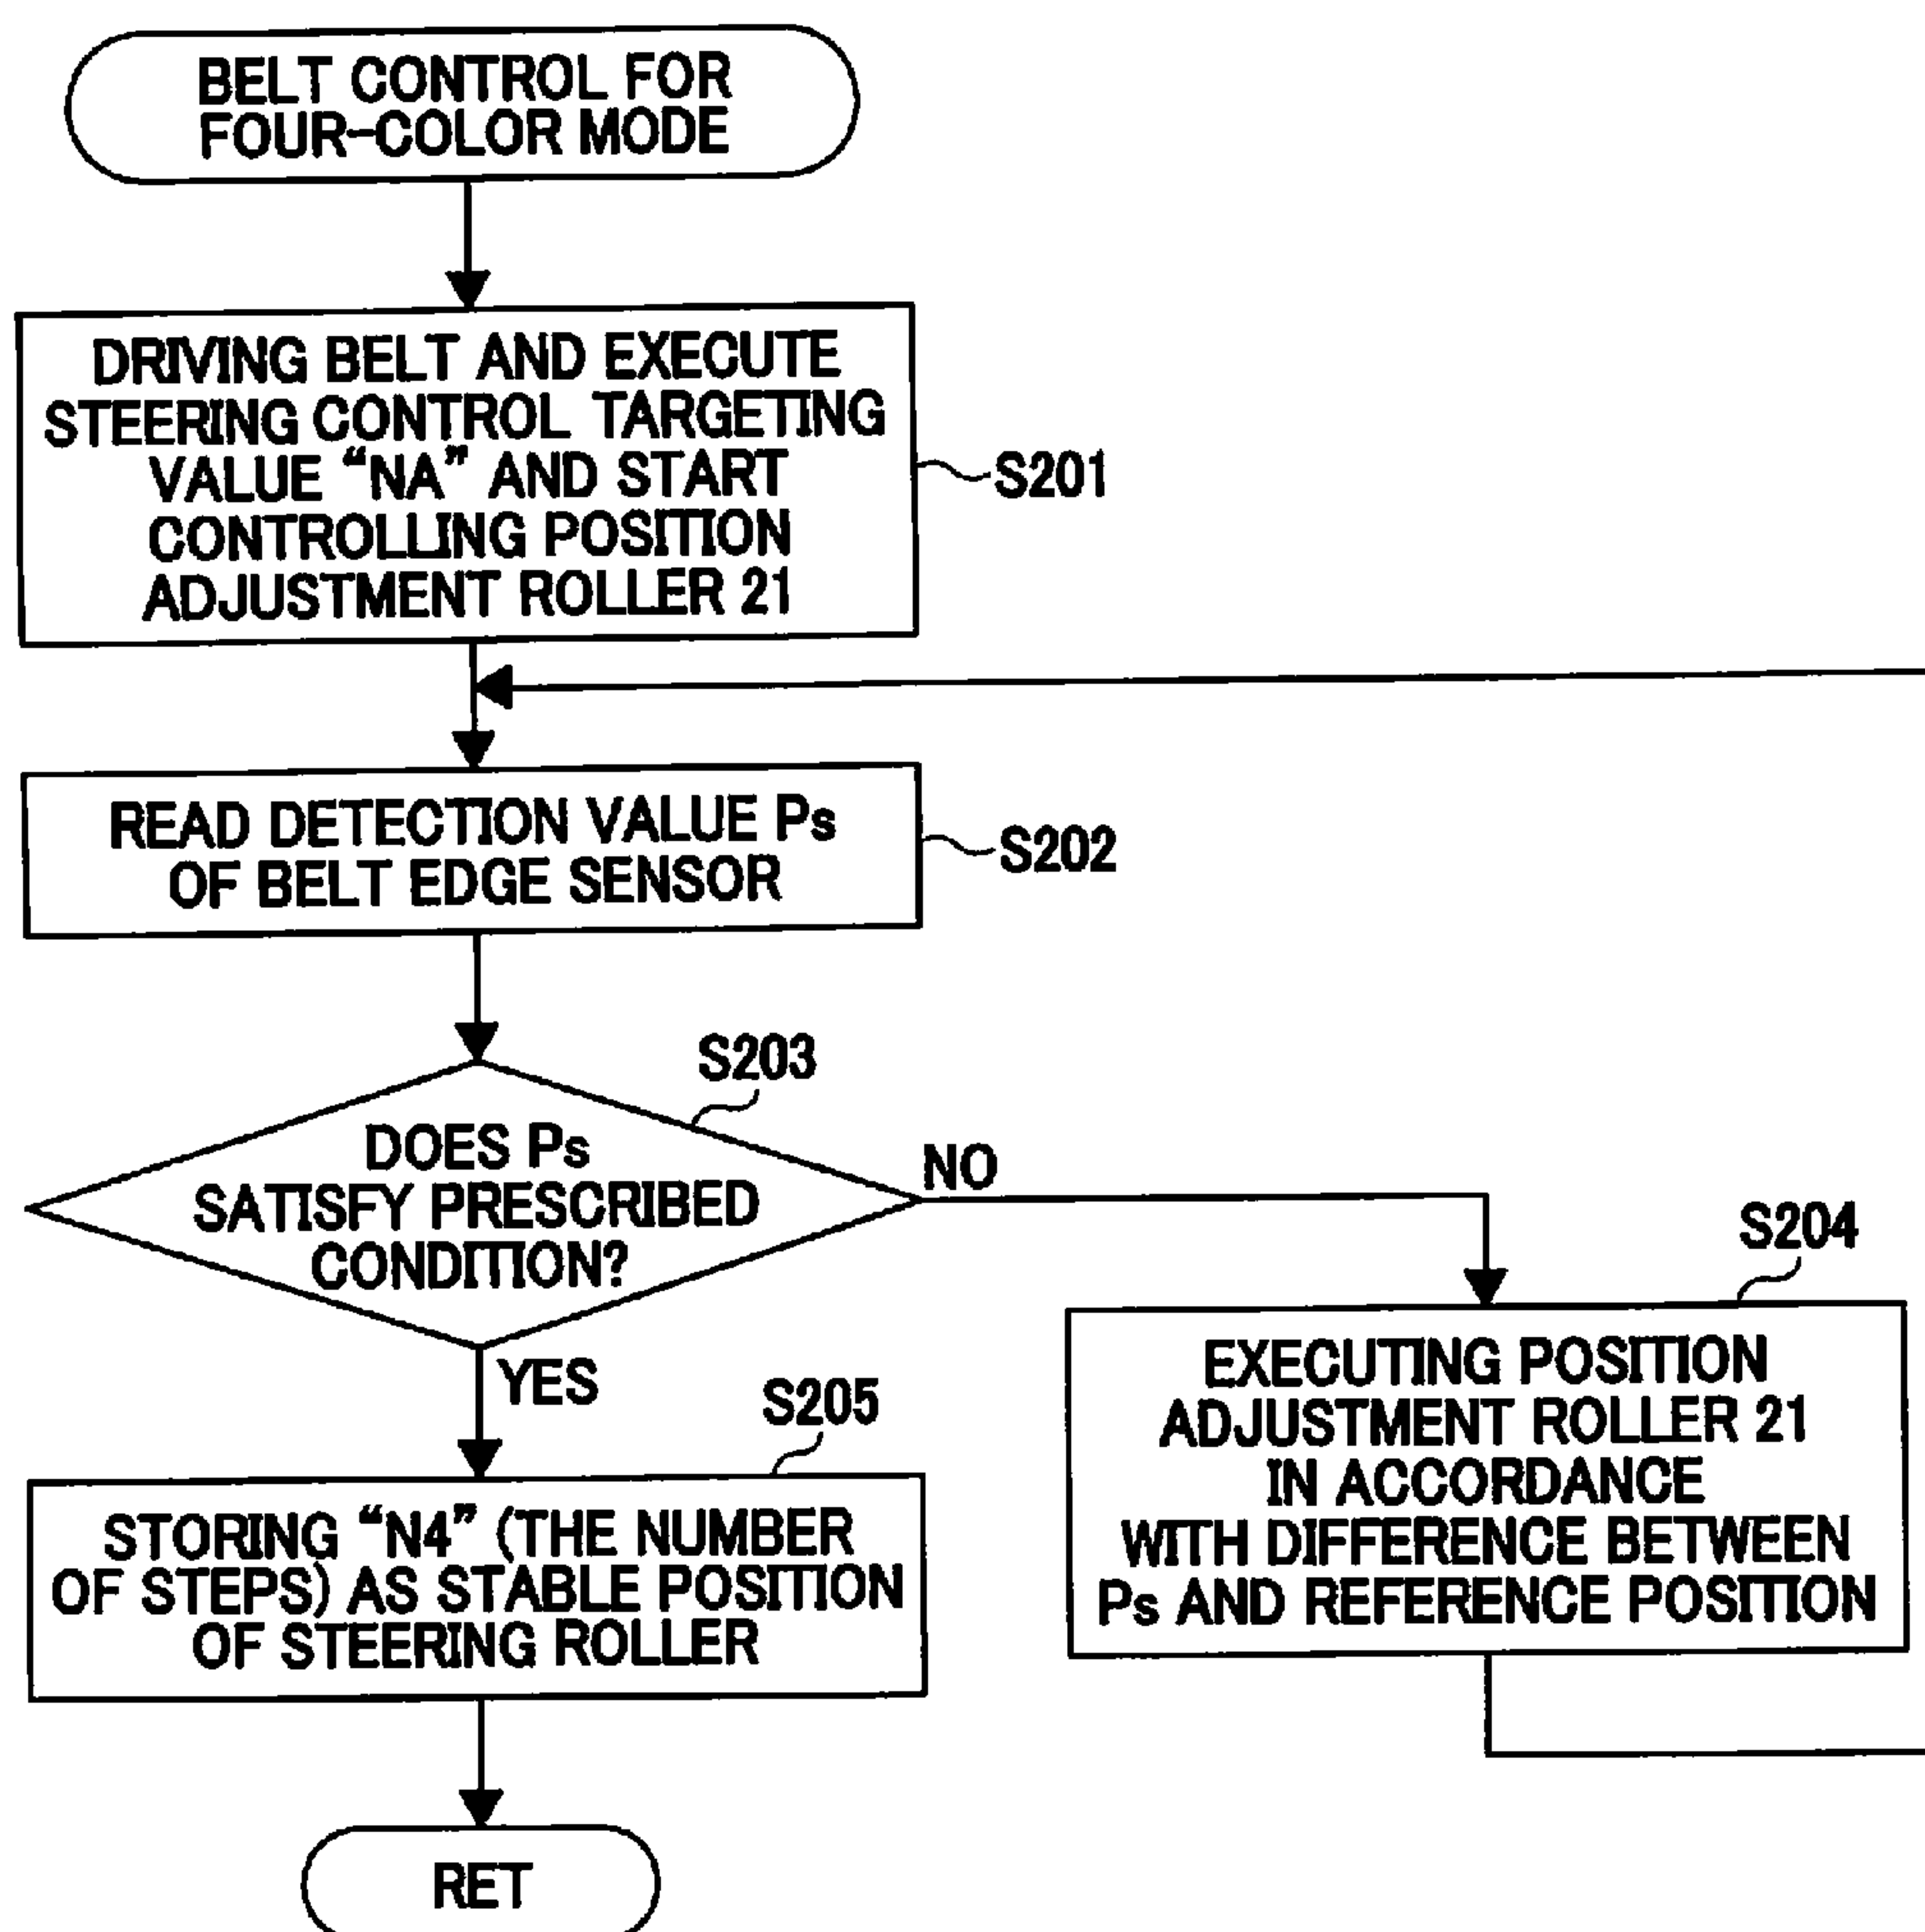 BELT CONTROL FOR
FOUR-COLOR MODE
DRIVING BELT AND EXECUTE
STEERING CONTROL TARGETING
VALUE “NA” AND START
CONTROLLING POSITION
ADJUSTMENT ROLLER 21
S201
READ DETECTION VALUE Ps
OF BELT EDGE SENSOR
S202
S203
DOES Ps
SATISFY PRESCRIBED
CONDITION?
NO
YES
S204
EXECUTING POSITION
ADJUSTMENT ROLLER 21
IN ACCORDANCE
WITH DIFFERENCE BETWEEN
Ps AND REFERENCE POSITION
S205
STORING “N4” (THE NUMBER
OF STEPS) AS STABLE POSITION
OF STEERING ROLLER
RET